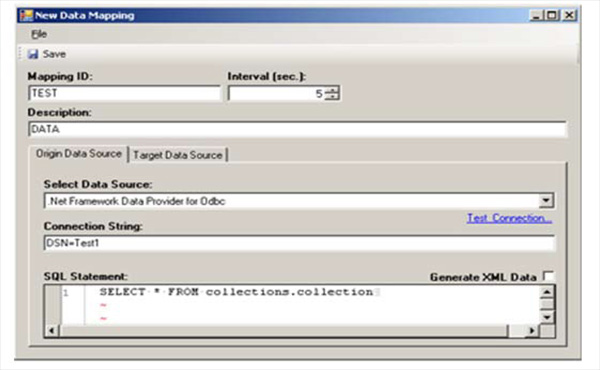 New Data Mapping
File
Save
Mapping ID: Interval (sec.):
TEST 5
Description:
DATA
Origin Data Source Target Data Source
Select Data Source:
.Net Framework Data Provider for Odbc
Test Connection...
Connection String:
DSN=Test1
SQL Statement: Generate XML Data
1 SELECT * FROM collections.collection
~
~